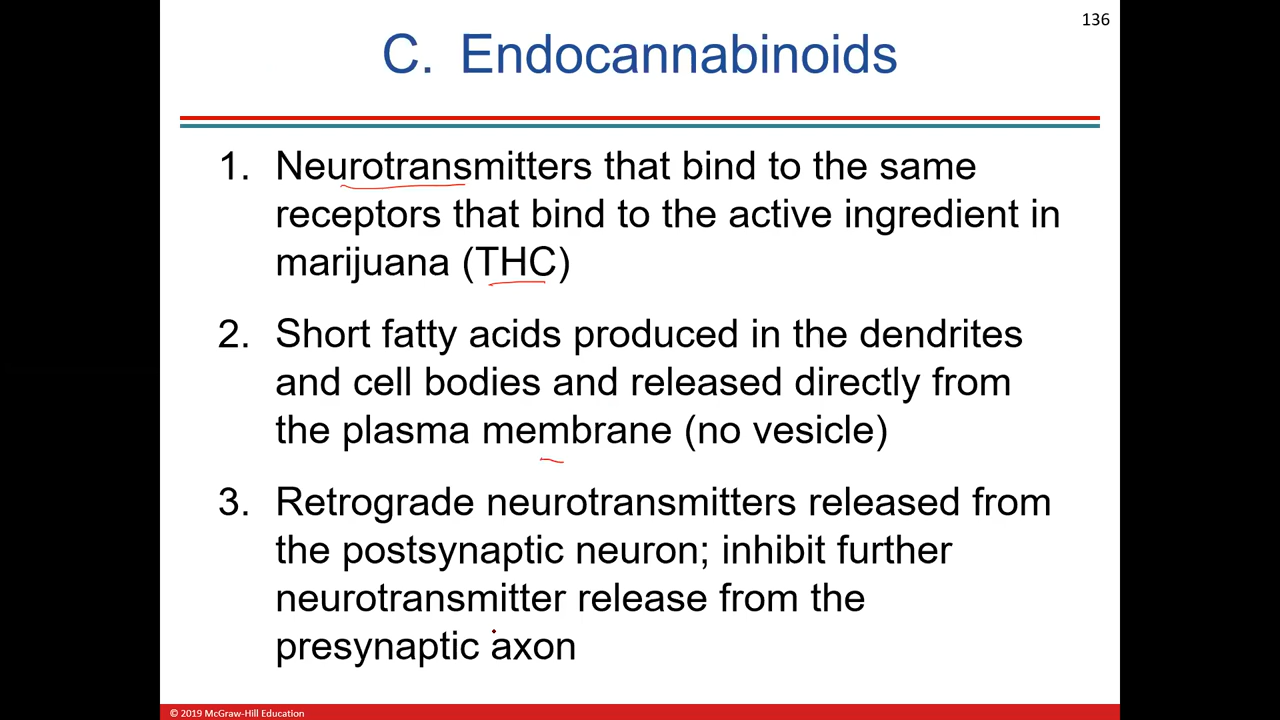 136
C. Endocannabinoids
1. Neurotransmitters that bind to the same
receptors that bind to the active ingredient in
marijuana (THC)
2. Short fatty acids produced in the dendrites
and cell bodies and released directly from
the plasma membrane (no vesicle)
3. Retrograde neurotransmitters released from
the postsynaptic neuron; inhibit further
neurotransmitter release from the
presynaptic axon
© 2019 McGraw-Hill Education